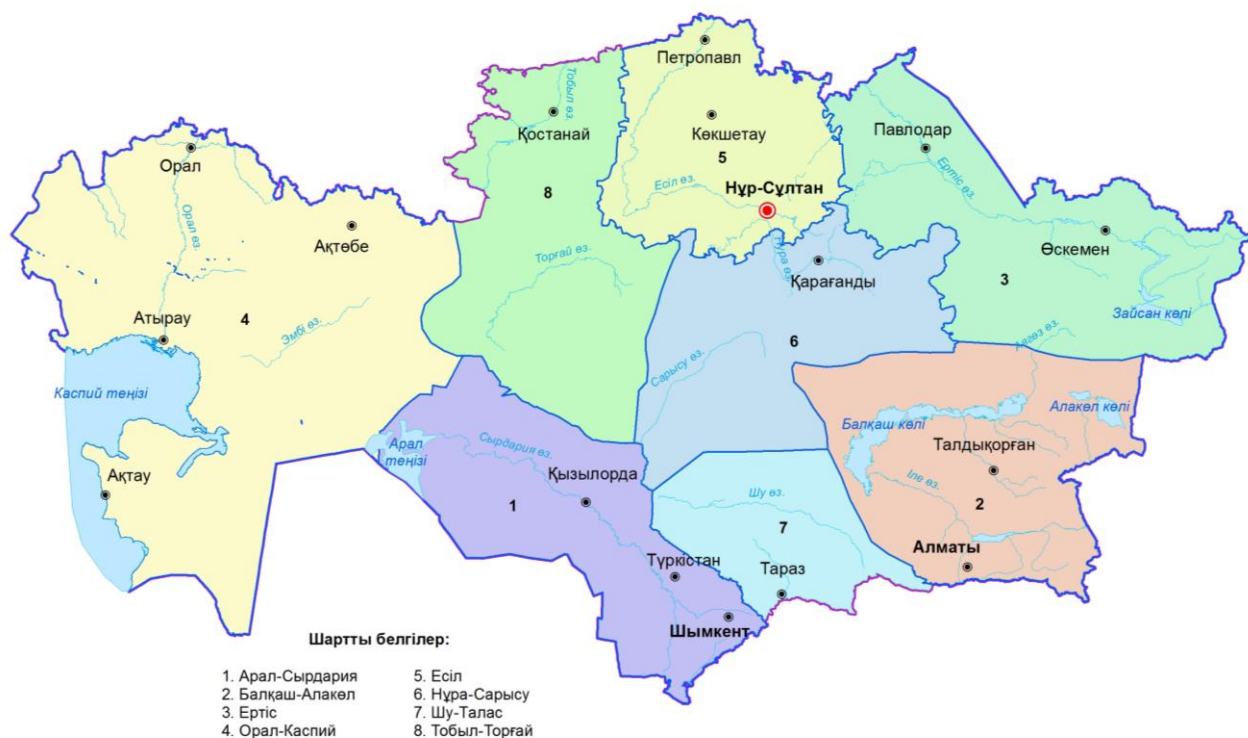 Петропавл
Тобыл өз.
Қостанай
Көкшетау
Павлодар
Орал
5
8
Есіл өз.
Нұр-Сұлтан
Ертіс өз.
Орал өз.
Ақтөбе
Өскемен
Нұра өз.
Қарағанды
Торғай өз.
3
Зайсан көлі
Атырау
4
Эмбі өз.
6
Аягөз өз.
Сарысу өз.
Каспий теңізі
Алакөл көлі
Балқаш көлі
Арал
теңізі
Сырдария өз.
Талдықорған
Қызылорда
Іле өз.
Ақтау
1
Шу өз.
2
7
Алматы
Түркістан
Тараз
Шымкент
Шартты белгілер:
1. Арал-Сырдария
2. Балқаш-Алакөл
3. Ертіс
4. Орал-Каспий
5. Есіл
6. Нұра-Сарысу
7. Шу-Талас
8. Тобыл-Торғай